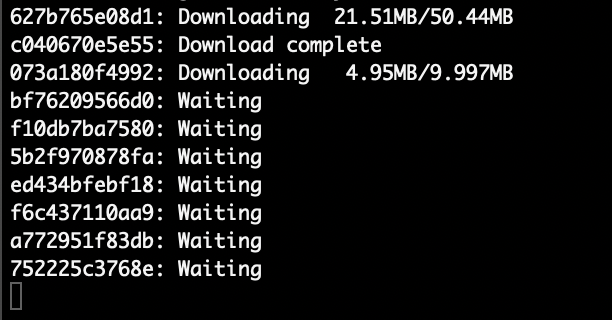 627b765e08d1: Downloading  21.51MB/50.44MB
c040670e5e55: Download complete
073a180f4992: Downloading   4.95MB/9.997MB
bf76209566d0: Waiting
f10db7ba7580: Waiting
5b2f970878fa: Waiting
ed434bfebf18: Waiting
f6c437110aa9: Waiting
a772951f83db: Waiting
752225c3768e: Waiting